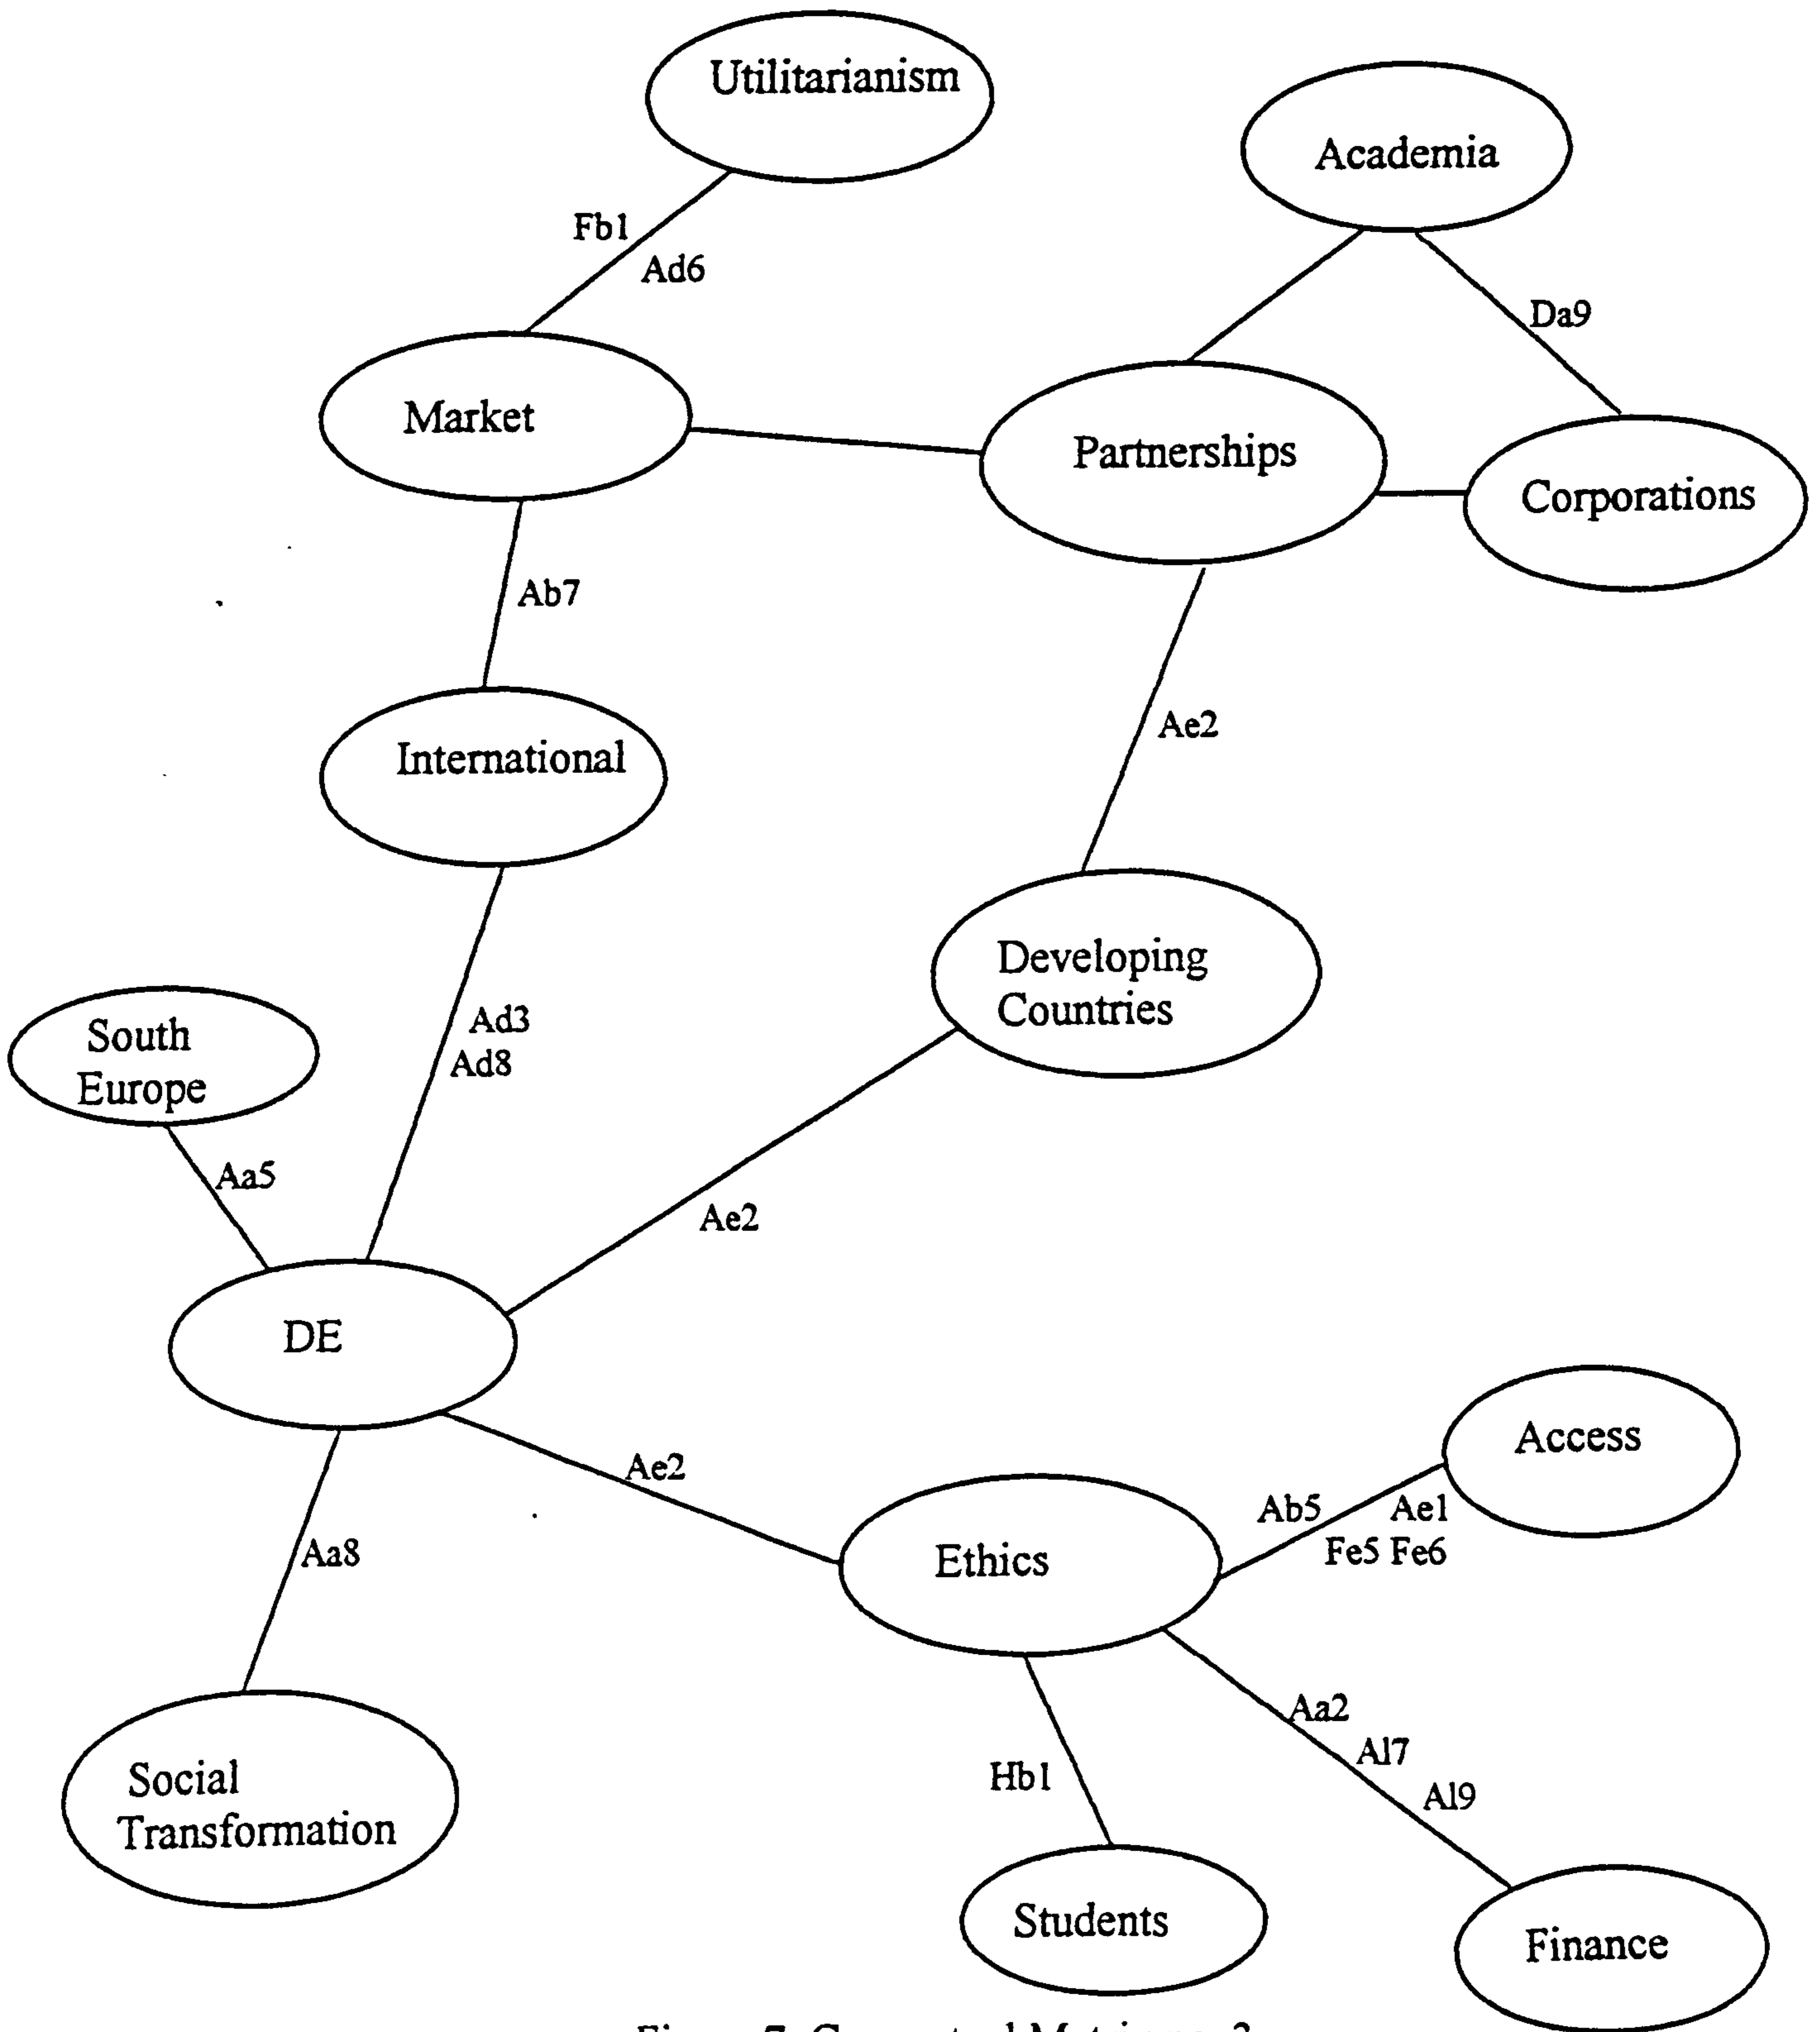 Utilitarianism
Academia
Fb1
Ad6
Da9
Market
Partnerships
Corporations
Ab7
Ae2
International
Developing
Countries
Ad3
Ad8
South
Europe
Aa5
Ae2
DE
Access
Ae2
Ab5 Ae1
Fe5 Fe6
Ethics
Aa8
Aa2
Al7
Al9
Hb1
Social
Transformation
Students
Finance